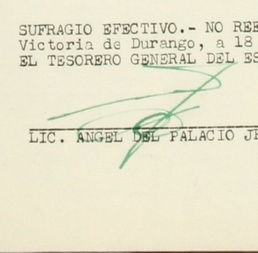 SUFRAGIO EFECTIVO.- NO REE
Victoria de Durango, a 18
EL TESORERO GENERAL DEL ES
LIC. ANGEL DEL PALACIO JE